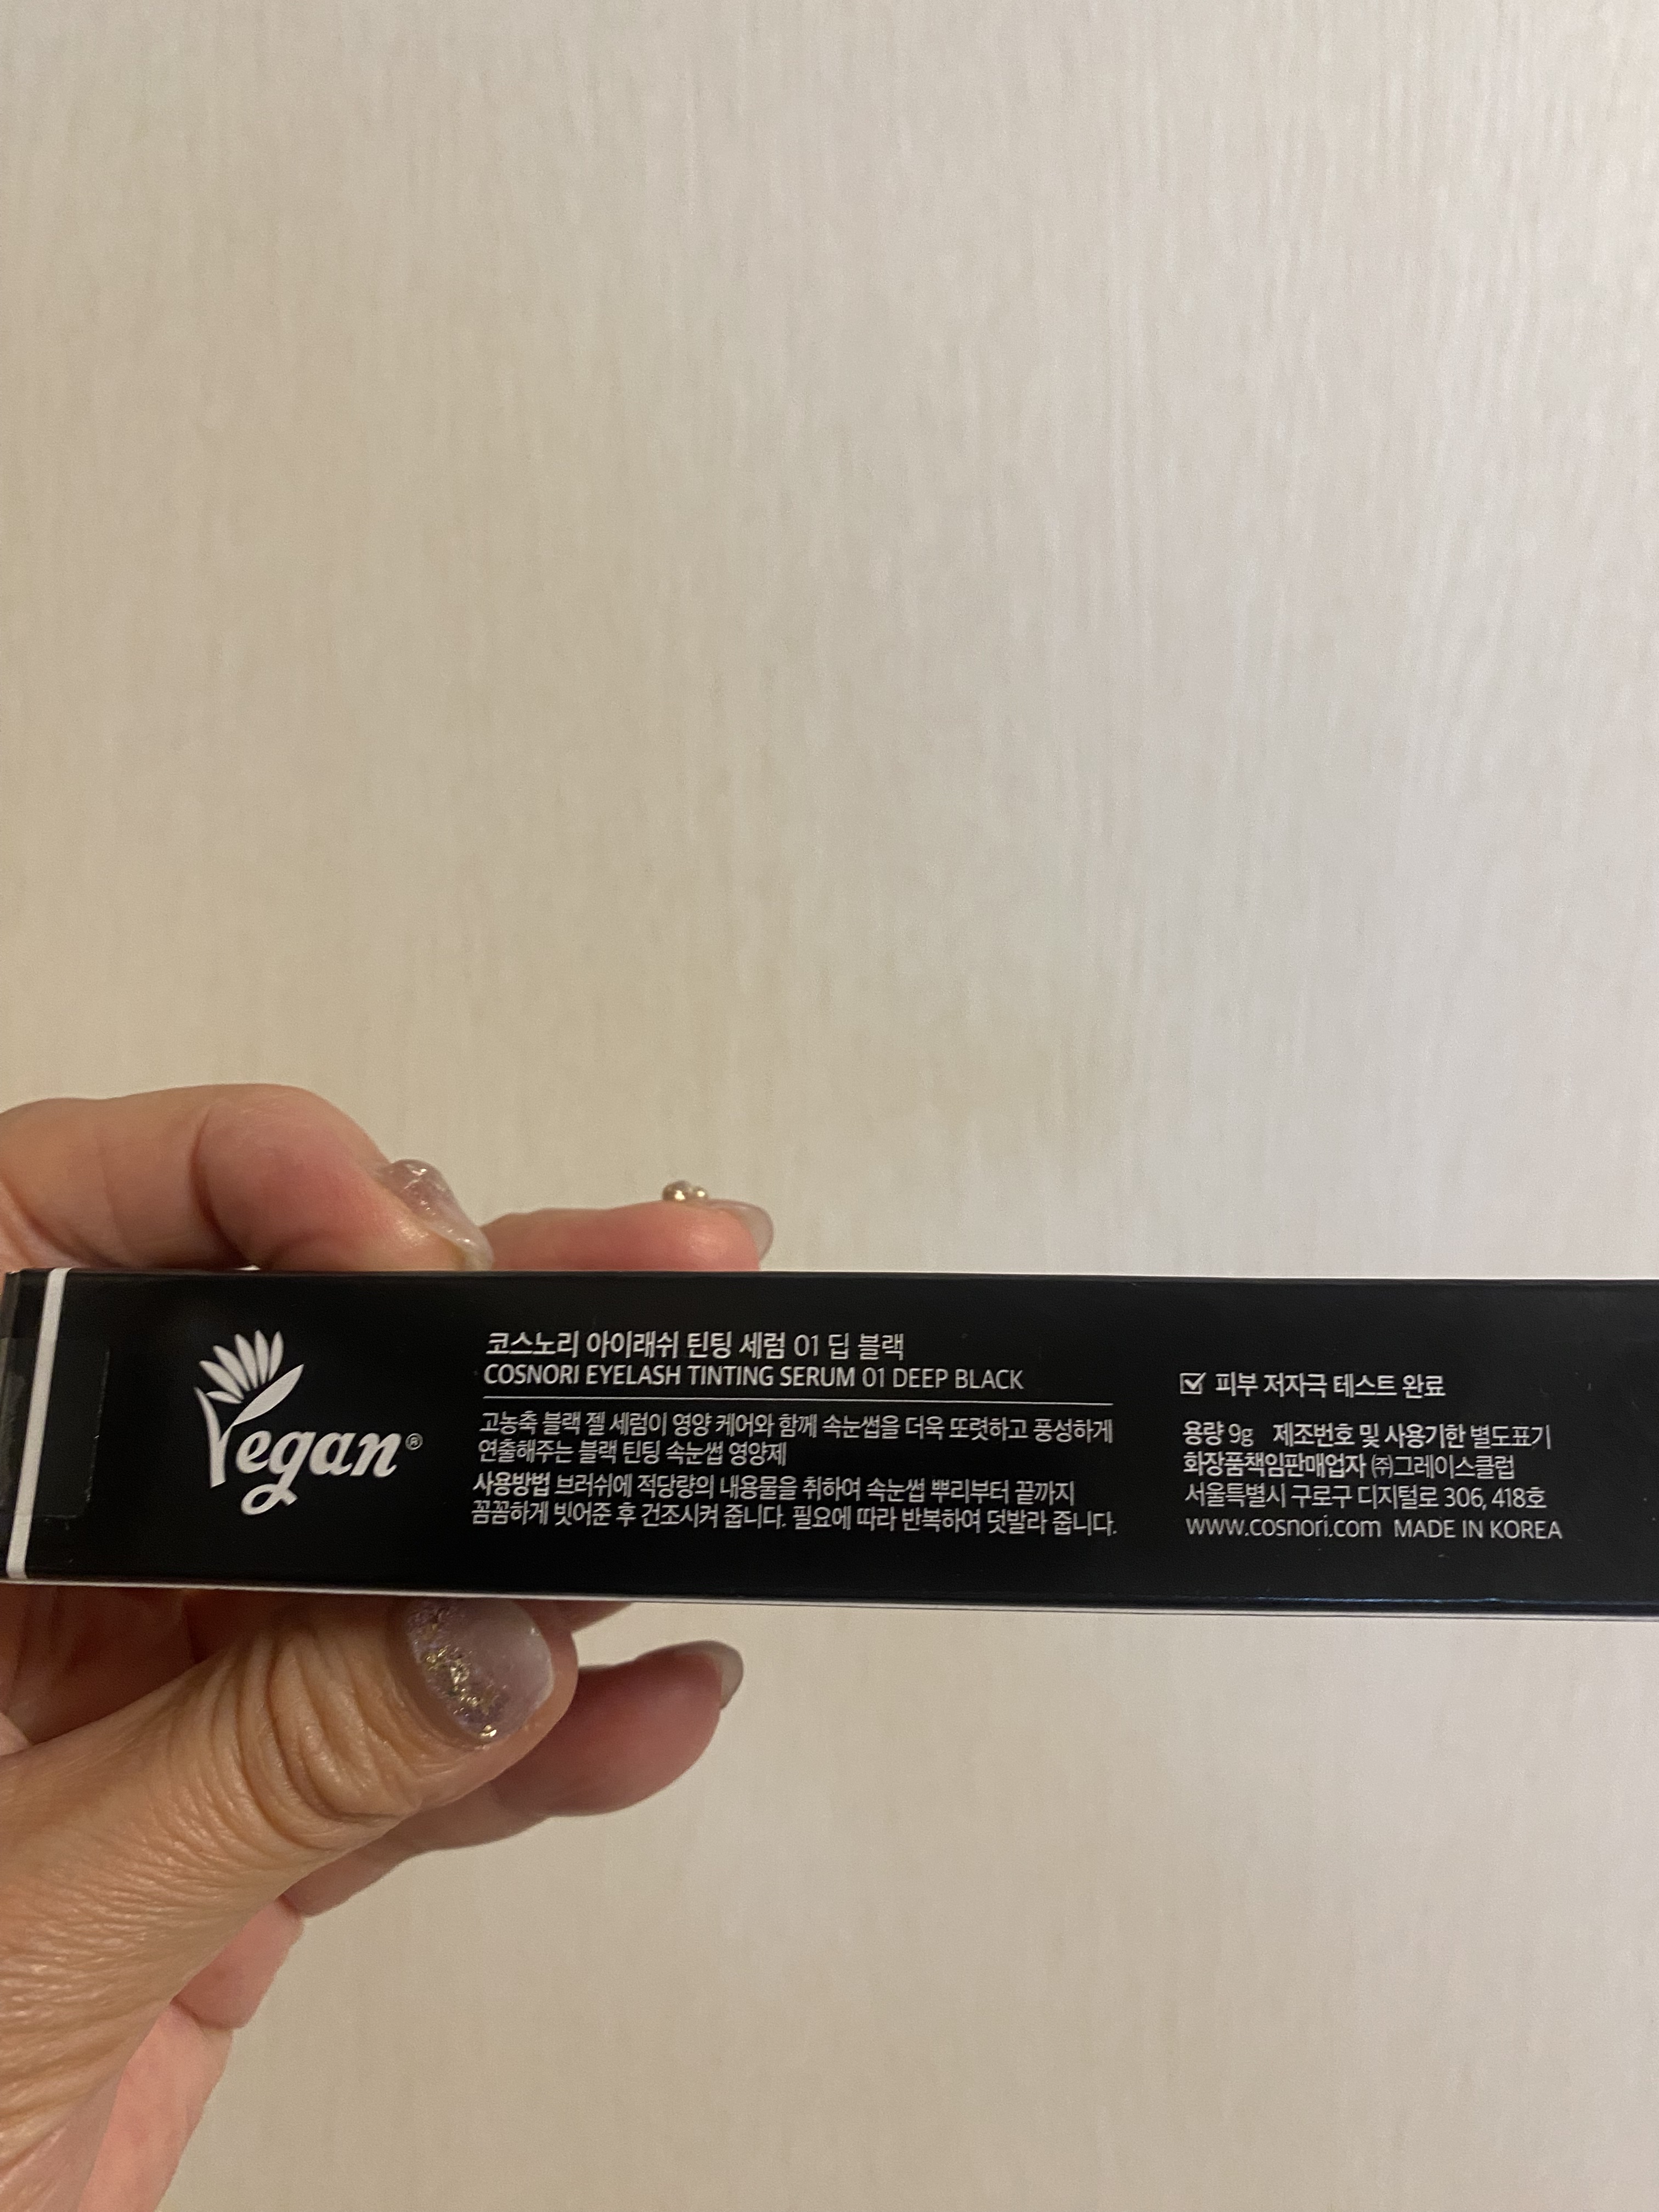 Vegan®
코스노리 아이래쉬 틴팅 세럼 01 딥 블랙
COSNORI EYELASH TINTING SERUM 01 DEEP BLACK
고농축 블랙 젤 세럼이 영양 케어와 함께 속눈썹을 더욱 또렷하고 풍성하게
연출해주는 블랙 틴팅 속눈썹 영양제
사용방법 브러쉬에 적당량의 내용물을 취하여 속눈썹 뿌리부터 끝까지
꼼꼼하게 빗어준 후 건조시켜 줍니다. 필요에 따라 반복하여 덧발라 줍니다.
피부 저자극 테스트 완료
용량 9g 제조번호 및 사용기한 별도표기
화장품책임판매업자 ㈜그레이스클럽
서울특별시 구로구 디지털로 306, 418호
www.cosnori.com MADE IN KOREA